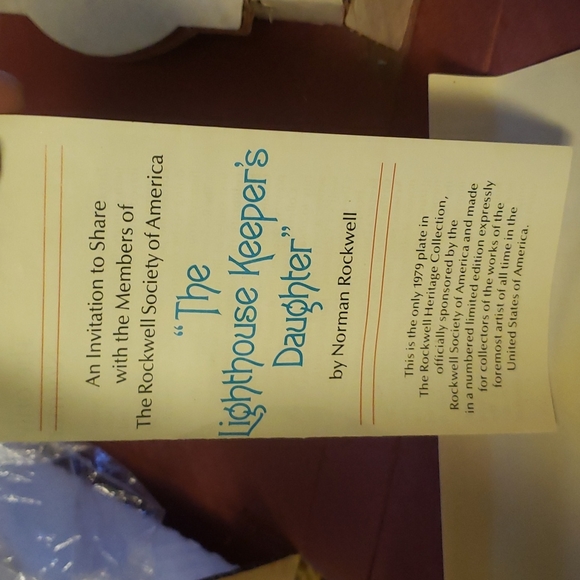 An Invitation to Share
with the Members of
The Rockwell Society of America
“The
Lighthouse Keeper's
Daughter”
by Norman Rockwell
This is the only 1979 plate in
The Rockwell Heritage Collection,
officially sponsored by the
Rockwell Society of America and made
in a numbered limited edition expressly
for collectors of the works of the
foremost artist of all time in the
United States of America.